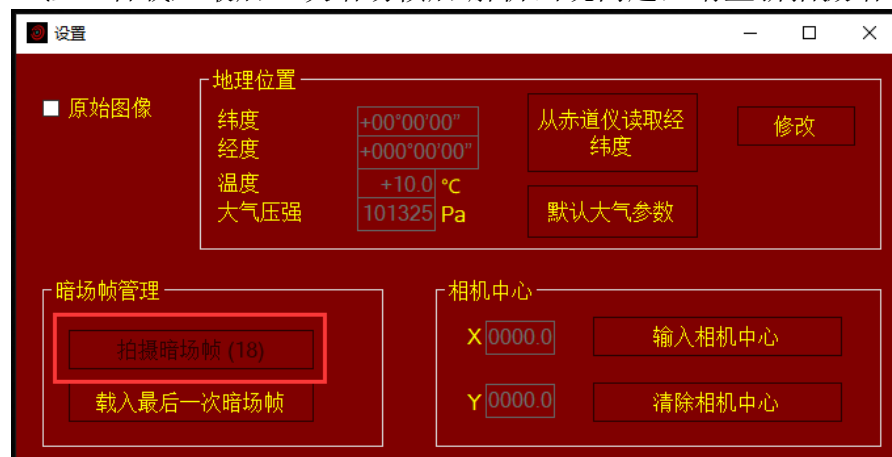 设置
原始图像
地理位置
纬度 +00°00'00"
经度 +000°00'00"
温度 +10.0 °C
大气压强 101325 Pa
从赤道仪读取经
纬度
默认大气参数
修改
暗场帧管理
拍摄暗场帧 (18)
载入最后一次暗场帧
相机中心
X 0000.0 输入相机中心
Y 0000.0 清除相机中心